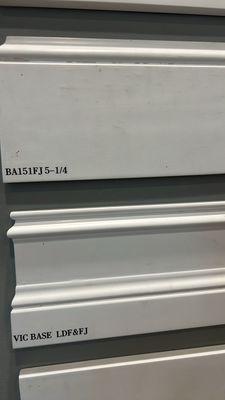 BA151FJ 5-1/4
VIC BASE LDF&FJ